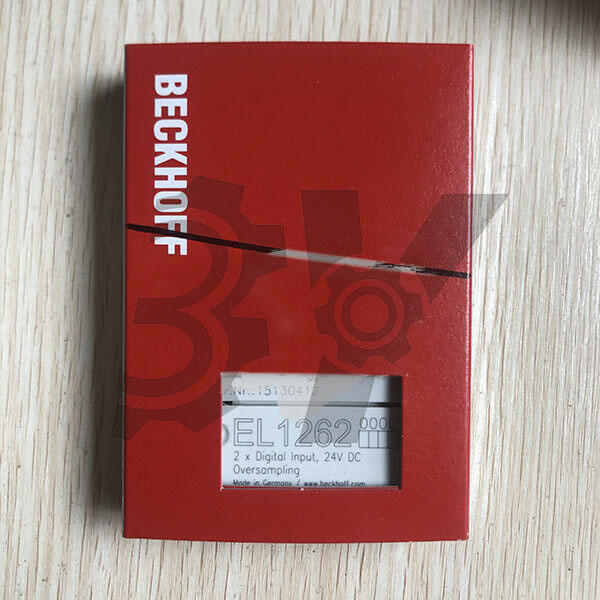 BECKHOFF
r.Nr.:15130412
EL1262 0000
2 x Digital Input, 24V DC
Oversampling
Made in Germany / www.beckhoff.com